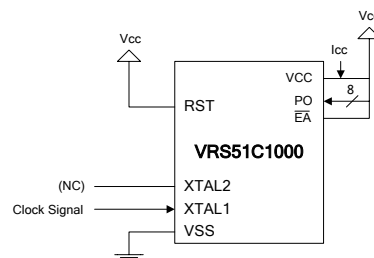 Vcc
Vcc
Icc
VCC
8
RST
PO
EA
VRS51C1000
(NC)
XTAL2
Clock Signal
XTAL1
VSS